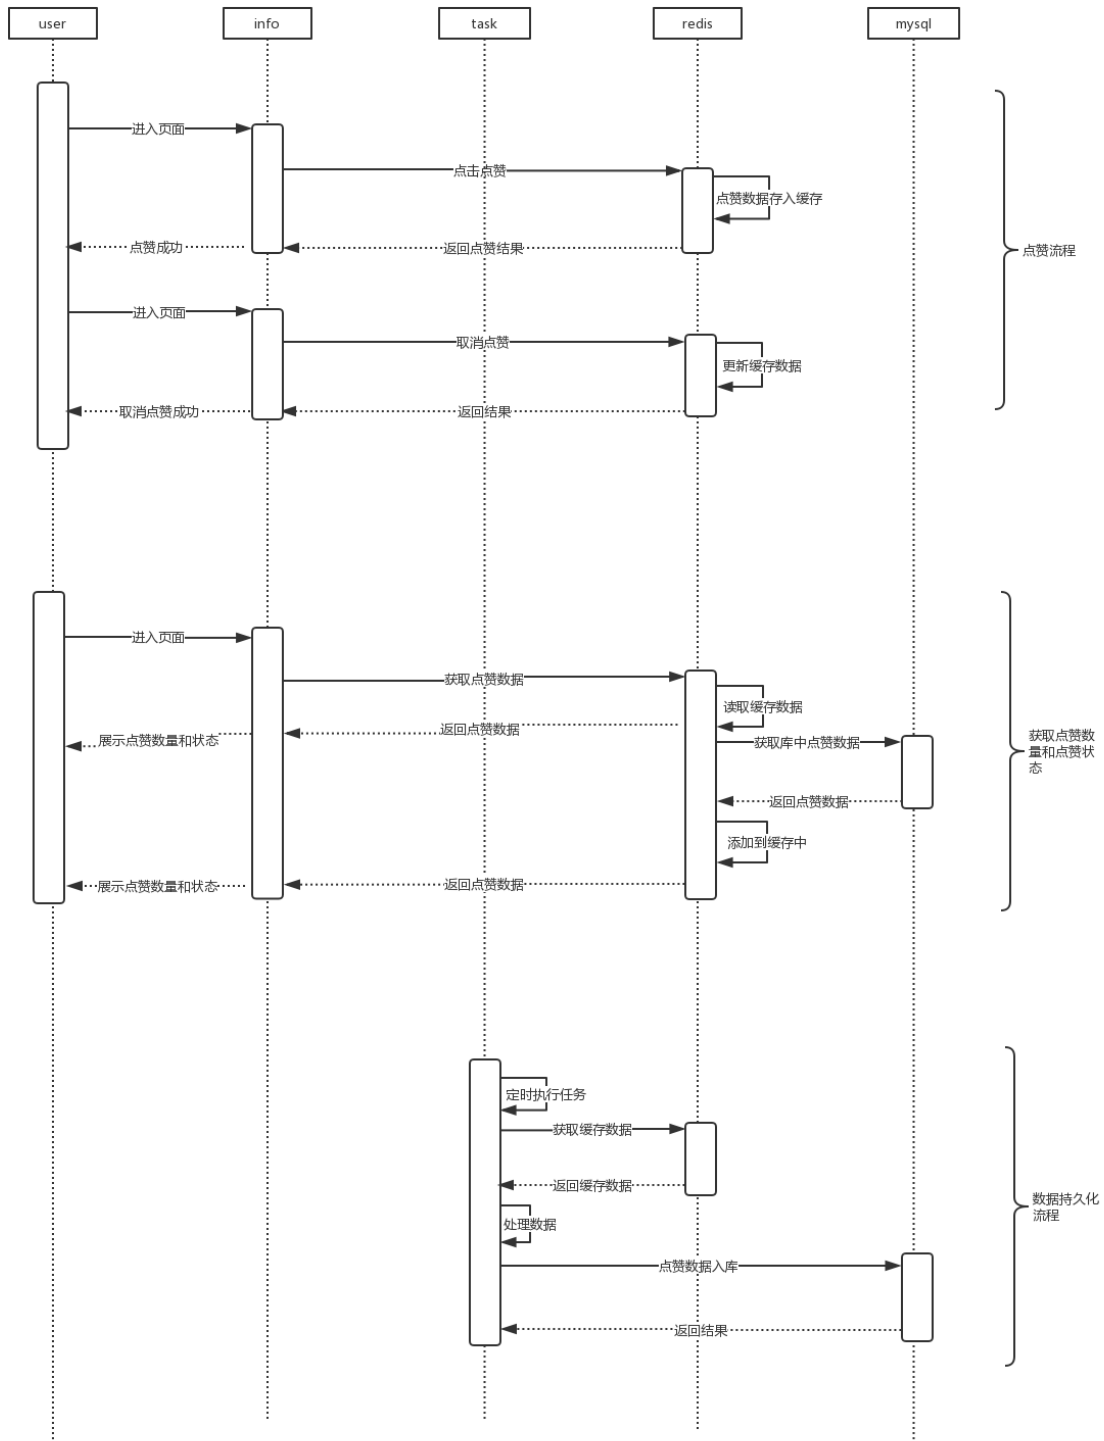 user
info
task
redis
mysql
进入页面
点击点赞
点赞数据存入缓存
点赞成功
返回点赞结果
点赞流程
进入页面
取消点赞
更新缓存数据
取消点赞成功
返回结果
进入页面
获取点赞数据
读取缓存数据
返回点赞数据
展示点赞数量和状态
获取库中点赞数据
获取点赞数
量和点赞状
态
返回点赞数据
添加到缓存中
展示点赞数量和状态
返回点赞数据
定时执行任务
获取缓存数据
返回缓存数据
数据持久化
流程
处理数据
点赞数据入库
返回结果